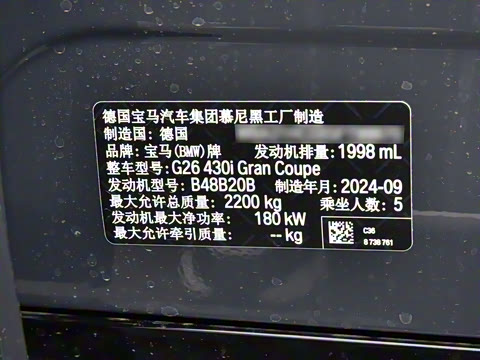 德国宝马汽车集团慕尼黑工厂制造
制造国: 德国
品牌: 宝马(BMW)牌 发动机排量: 1998 mL
整车型号: G26 430i Gran Coupe
发动机型号: B48B20B 制造年月: 2024-09
最大允许总质量: 2200 kg 乘坐人数: 5
发动机最大净功率: 180 kW
最大允许牵引质量: -- kg
C36
8 736 761